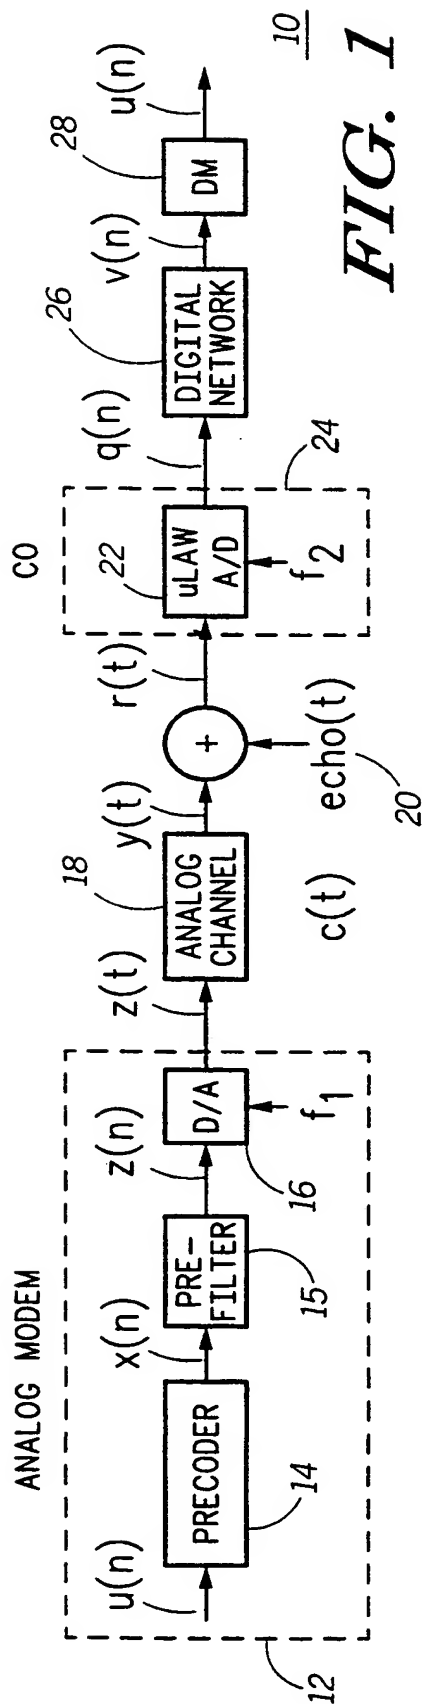 ANALOG MODEM
CO
u(n)
PRECODER
14
x(n)
PRE-
FILTER
15
z(n)
D/A
16
f1
12
z(t)
ANALOG
CHANNEL
18
c(t)
y(t)
+
echo(t)
20
r(t)
uLAW
A/D
22
f2
24
q(n)
DIGITAL
NETWORK
26
v(n)
DM
28
u(n)
10
FIG. 1